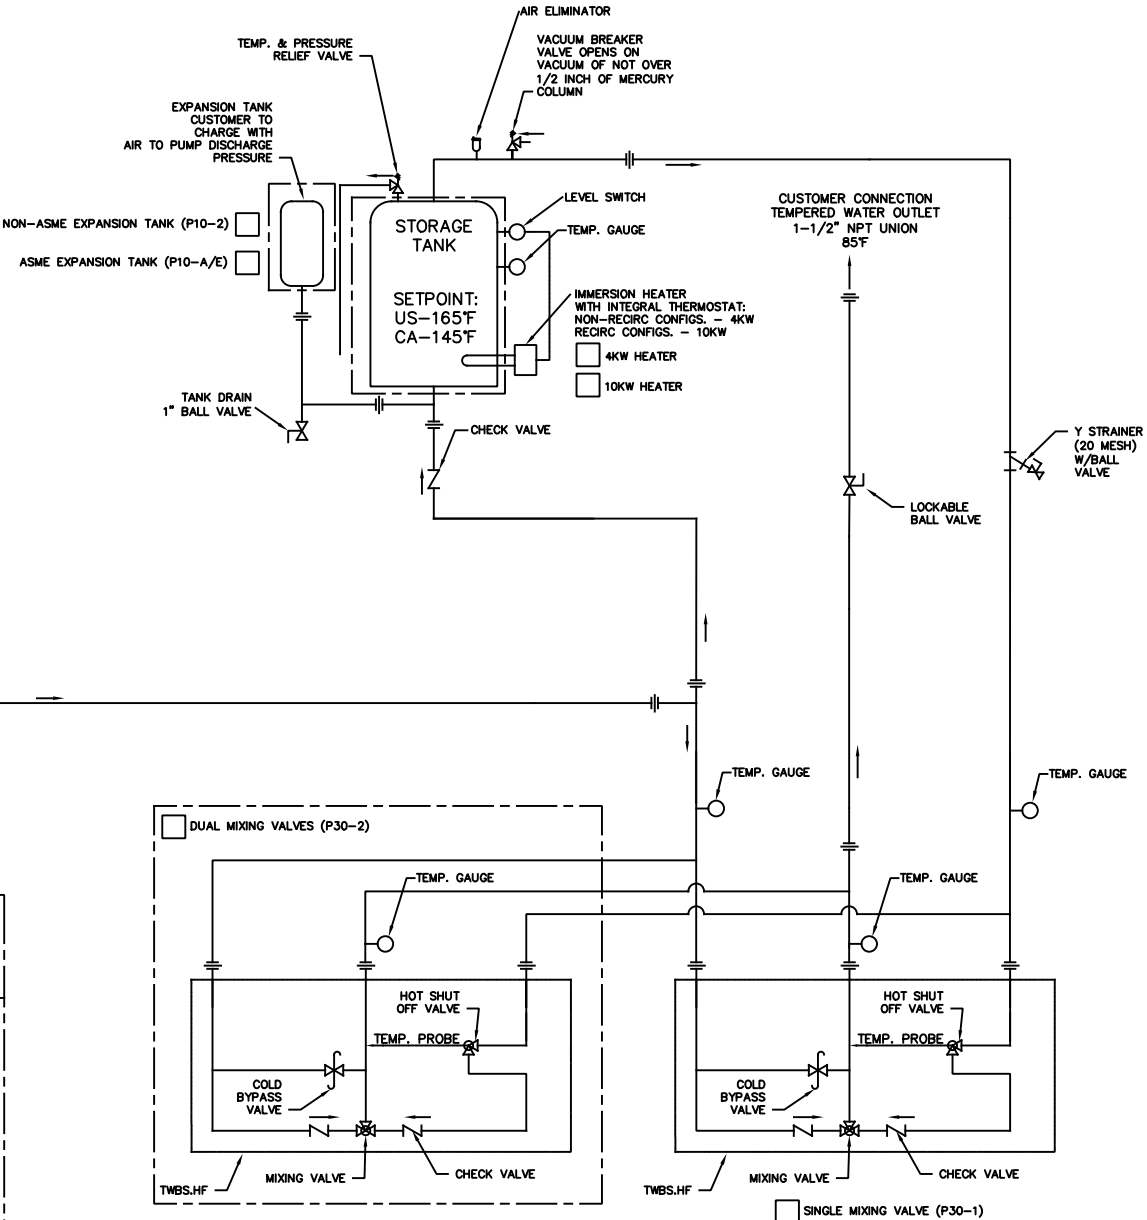 AIR ELIMINATOR
TEMP. & PRESSURE
RELIEF VALVE
VACUUM BREAKER
VALVE OPENS ON
VACUUM OF NOT OVER
1/2 INCH OF MERCURY
COLUMN
EXPANSION TANK
CUSTOMER TO
CHARGE WITH
AIR TO PUMP DISCHARGE
PRESSURE
NON-ASME EXPANSION TANK (P10-2)
ASME EXPANSION TANK (P10-A/E)
STORAGE
TANK
SETPOINT:
US-165°F
CA-145°F
LEVEL SWITCH
TEMP. GAUGE
CUSTOMER CONNECTION
TEMPERED WATER OUTLET
1-1/2" NPT UNION
85°F
IMMERSION HEATER
WITH INTEGRAL THERMOSTAT:
NON-RECIRC CONFIGS. - 4KW
RECIRC CONFIGS. - 10KW
4KW HEATER
10KW HEATER
TANK DRAIN
1" BALL VALVE
CHECK VALVE
Y STRAINER
(20 MESH)
W/BALL
VALVE
LOCKABLE
BALL VALVE
TEMP. GAUGE
TEMP. GAUGE
DUAL MIXING VALVES (P30-2)
TEMP. GAUGE
TEMP. GAUGE
HOT SHUT
OFF VALVE
TEMP. PROBE
COLD
BYPASS
VALVE
MIXING VALVE
CHECK VALVE
TWBS.HF
HOT SHUT
OFF VALVE
TEMP. PROBE
COLD
BYPASS
VALVE
MIXING VALVE
CHECK VALVE
TWBS.HF
SINGLE MIXING VALVE (P30-1)